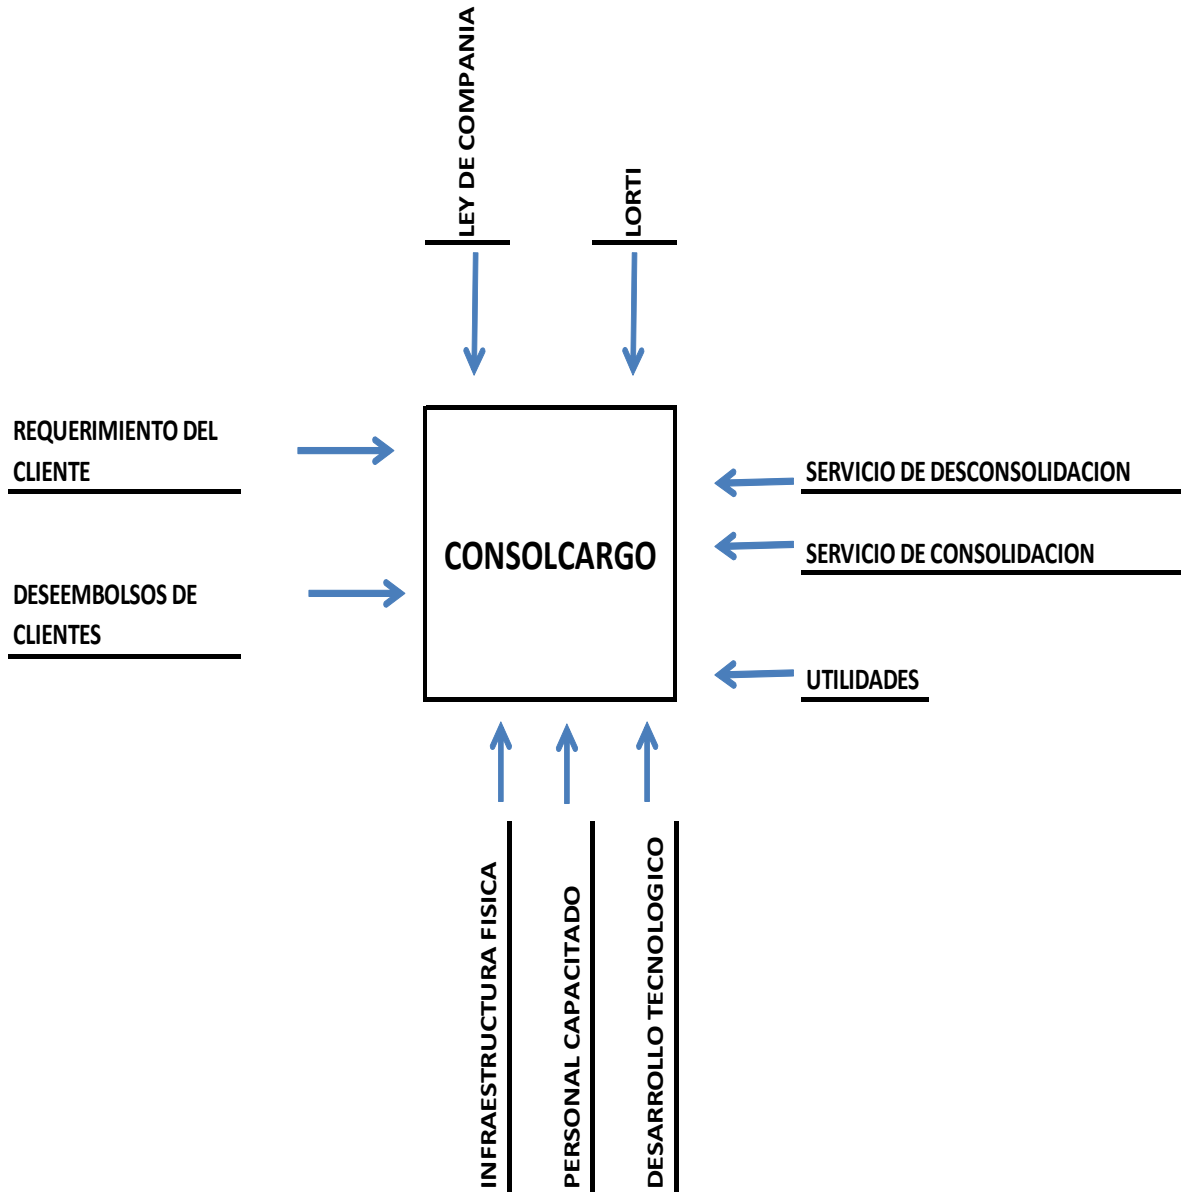 LEY DE COMPANIA
LORTI
REQUERIMIENTO DEL
CLIENTE
DESEEMBOLSOS DE
CLIENTES
CONSOLCARGO
SERVICIO DE DESCONSOLIDACION
SERVICIO DE CONSOLIDACION
UTILIDADES
INFRAESTRUCTURA FISICA
PERSONAL CAPACITADO
DESARROLLO TECNOLOGICO